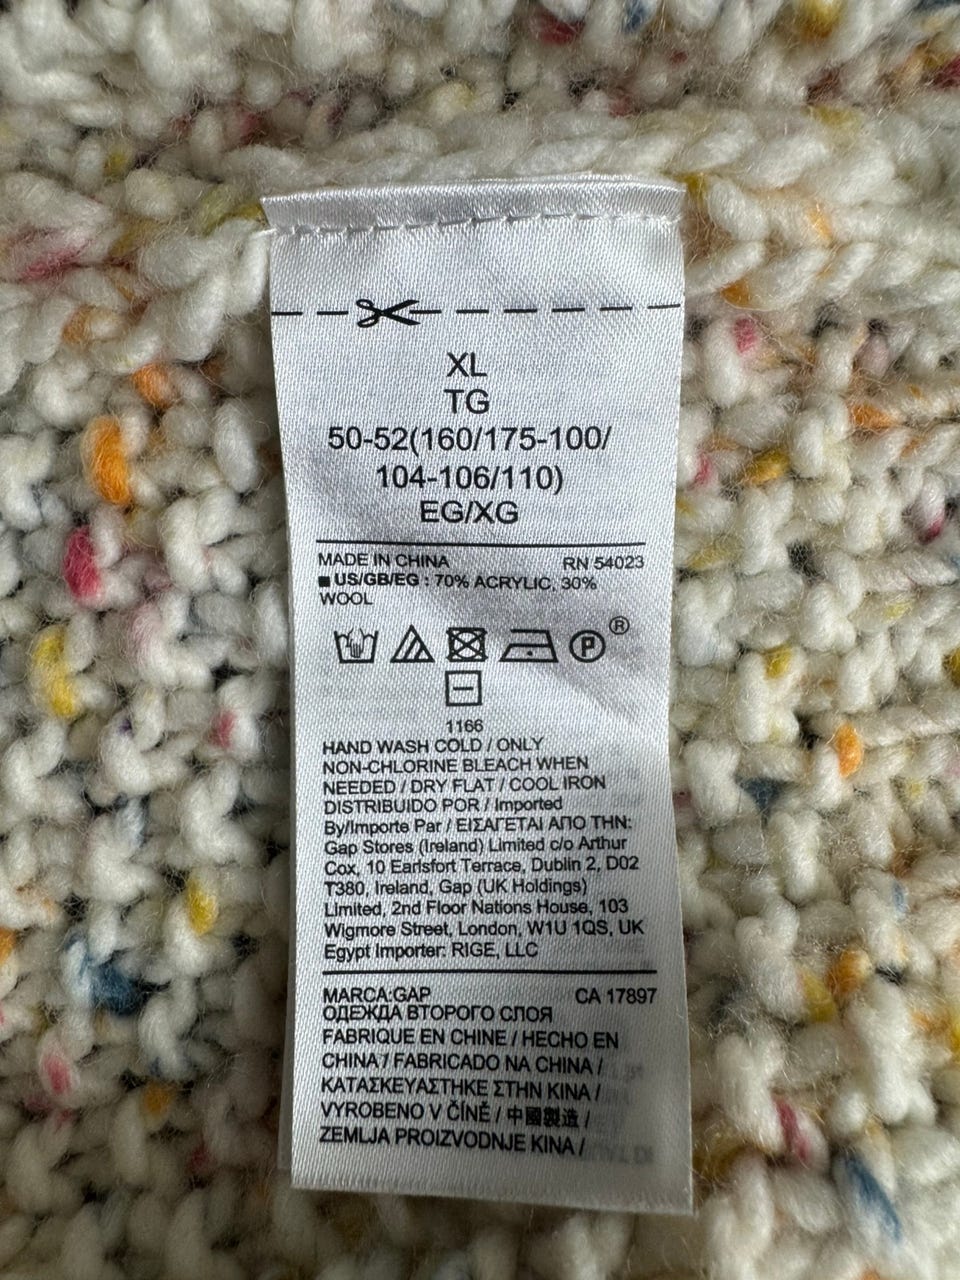 XL
TG
50-52(160/175-100/
104-106/110)
EG/XG
MADE IN CHINA RN 54023
■ US/GB/EG : 70% ACRYLIC, 30%
WOOL
P ®
1166
HAND WASH COLD / ONLY
NON-CHLORINE BLEACH WHEN
NEEDED / DRY FLAT / COOL IRON
DISTRIBUIDO POR / Imported
By/Importe Par / ΕΙΣΑΓΕΤΑΙ ΑΠΟ ΤΗΝ:
Gap Stores (Ireland) Limited c/o Arthur
Cox, 10 Earlsfort Terrace, Dublin 2, D02
T380, Ireland, Gap (UK Holdings)
Limited, 2nd Floor Nations House, 103
Wigmore Street, London, W1U 1QS, UK
Egypt Importer: RIGE, LLC
MARCA:GAP CA 17897
ОДЕЖДА ВТОРОГО СЛОЯ
FABRIQUE EN CHINE / HECHO EN
CHINA / FABRICADO NA CHINA /
ΚΑΤΑΣΚΕΥΑΣΤΗΚΕ ΣΤΗΝ ΚΙΝΑ /
VYROBENO V ČÍNĚ / 中國製造 /
ZEMLJA PROIZVODNJE KINA /